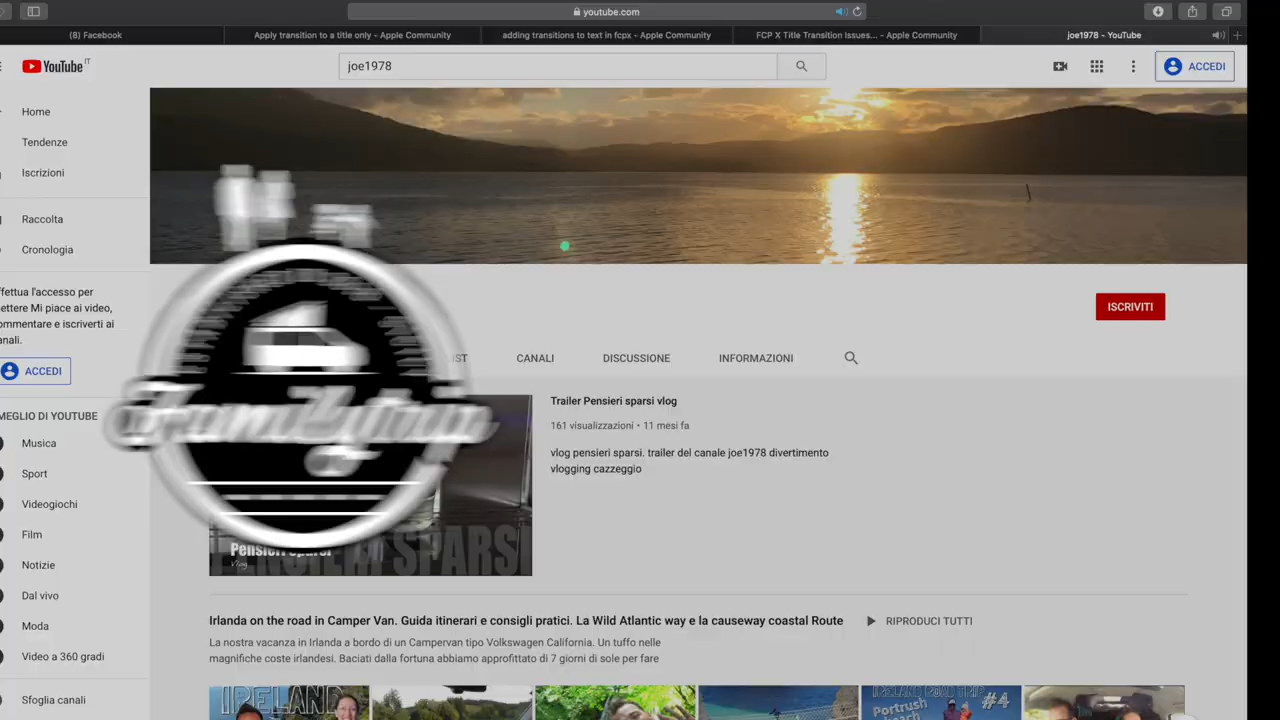 youtube.com
(8) Facebook
Apply transition to a title only - Apple Community
adding transitions to text in fcpx - Apple Community
FCP X Title Transition Issues... - Apple Community
joe1978 - YouTube
YouTube IT
joe1978
ACCEDI
Home
Tendenze
Iscrizioni
Raccolta
Cronologia
ISCRIVITI
CANALI
DISCUSSIONE
INFORMAZIONI
ffettua l'accesso per
ettere Mi piace ai video,
ommentare e iscriverti ai
anali.
ACCEDI
MEGLIO DI YOUTUBE
Musica
Sport
Videogiochi
Film
Notizie
Dal vivo
Moda
Video a 360 gradi
Sfoglia canali
Familytrip
Trailer Pensieri sparsi vlog
161 visualizzazioni • 11 mesi fa
vlog pensieri sparsi. trailer del canale joe1978 divertimento
vlogging cazzeggio
PENSIERI SPARSI
Pensieri sparsi
Vlog
Irlanda on the road in Camper Van. Guida itinerari e consigli pratici. La Wild Atlantic way e la causeway coastal Route
RIPRODUCI TUTTI
La nostra vacanza in Irlanda a bordo di un Campervan tipo Volkswagen California. Un tuffo nelle
magnifiche coste irlandesi. Baciati dalla fortuna abbiamo approfittato di 7 giorni di sole per fare
IRELAND
IRELAND ROAD TRIP
#4
Portrush